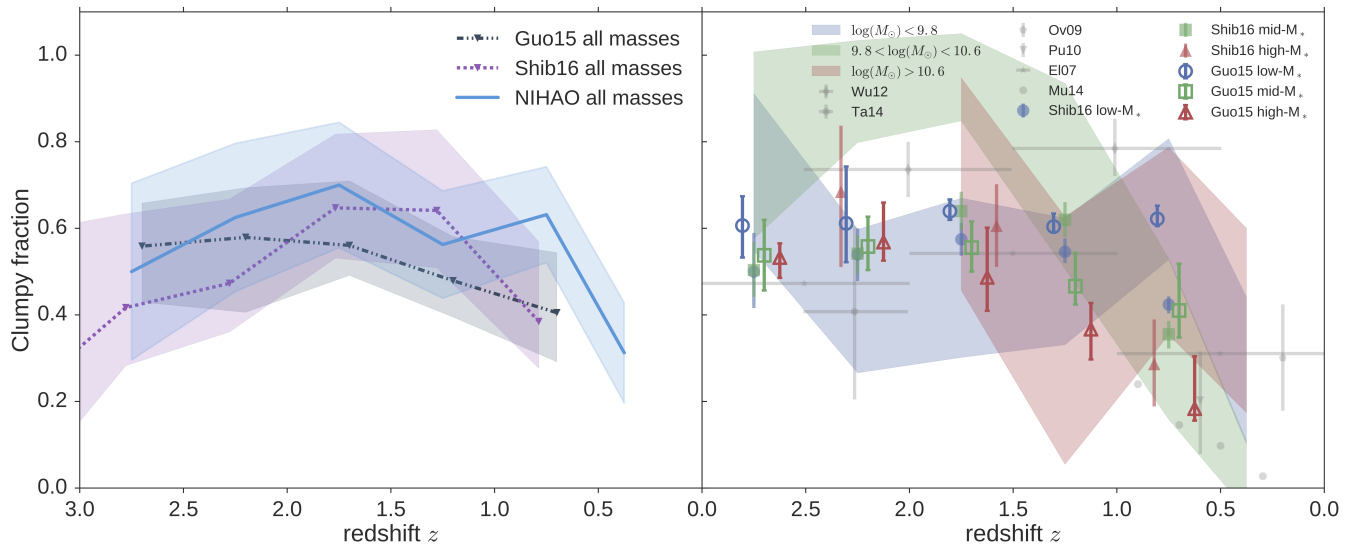 Guo15 all masses
Shib16 all masses
NIHAO all masses
log(M⊙) < 9.8
9.8 < log(M⊙) < 10.6
log(M⊙) > 10.6
Wu12
Ta14
Ov09
Pu10
El07
Mu14
Shib16 low-M*
Shib16 mid-M*
Shib16 high-M*
Guo15 low-M*
Guo15 mid-M*
Guo15 high-M*
Clumpy fraction
1.0
0.8
0.6
0.4
0.2
0.0
3.0 2.5 2.0 1.5 1.0 0.5 0.0 2.5 2.0 1.5 1.0 0.5 0.0
redshift z redshift z